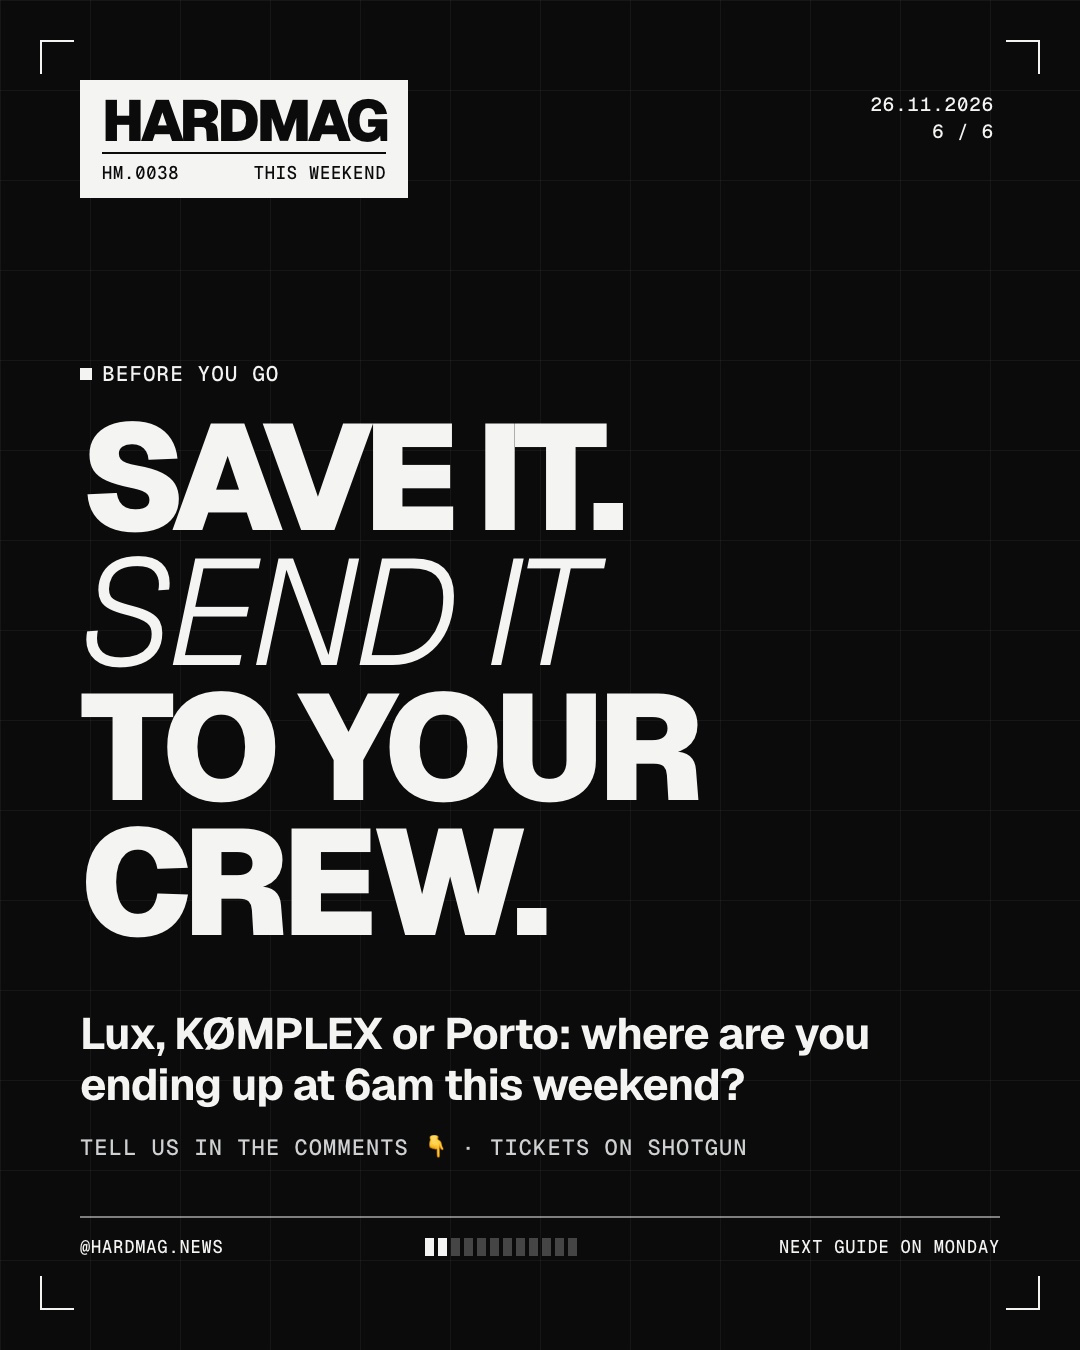 HARDMAG
HM.0038 THIS WEEKEND
26.11.2026
6 / 6
BEFORE YOU GO
SAVE IT.
SEND IT
TO YOUR
CREW.
Lux, KØMPLEX or Porto: where are you
ending up at 6am this weekend?
TELL US IN THE COMMENTS 👇 · TICKETS ON SHOTGUN
@HARDMAG.NEWS
NEXT GUIDE ON MONDAY